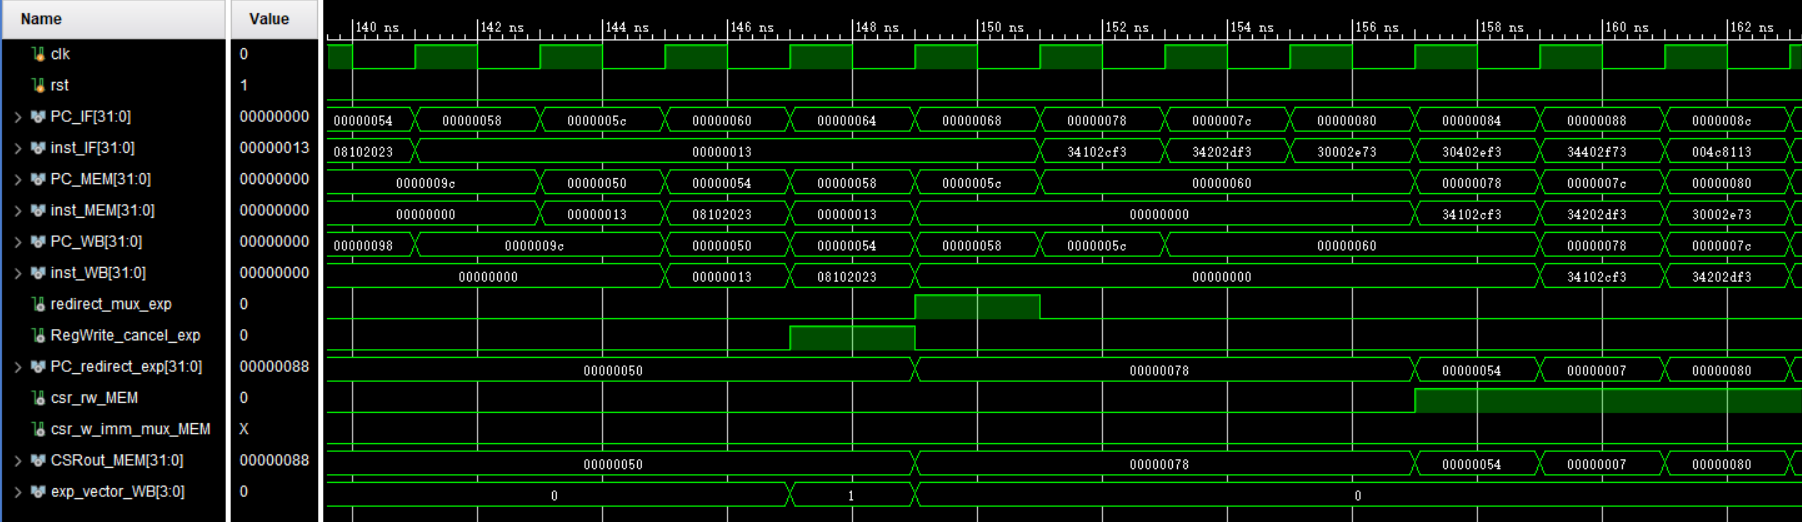 Name Value 140 ns 142 ns 144 ns 146 ns 148 ns 150 ns 152 ns 154 ns 156 ns 158 ns 160 ns 162 ns
clk 0
rst 1
PC_IF[31:0] 00000000 00000054 00000058 0000005c 00000060 00000064 00000068 00000078 0000007c 00000080 00000084 00000088 0000008c
inst_IF[31:0] 00000013 08102023 00000013 34102cf3 34202df3 30002e73 30402ef3 34402f73 004c8113
PC_MEM[31:0] 00000000 0000009c 00000050 00000054 00000058 0000005c 00000060 00000078 0000007c 00000080
inst_MEM[31:0] 00000000 00000000 00000013 08102023 00000013 00000000 34102cf3 34202df3 30002e73
PC_WB[31:0] 00000000 00000098 0000009c 00000050 00000054 00000058 0000005c 00000060 00000078 0000007c
inst_WB[31:0] 00000000 00000000 00000013 08102023 00000000 34102cf3 34202df3
redirect_mux_exp 0
RegWrite_cancel_exp 0
PC_redirect_exp[31:0] 00000088 00000050 00000078 00000054 00000007 00000080
csr_rw_MEM 0
csr_w_imm_mux_MEM X
CSRout_MEM[31:0] 00000088 00000050 00000078 00000054 00000007 00000080
exp_vector_WB[3:0] 0 0 1 0